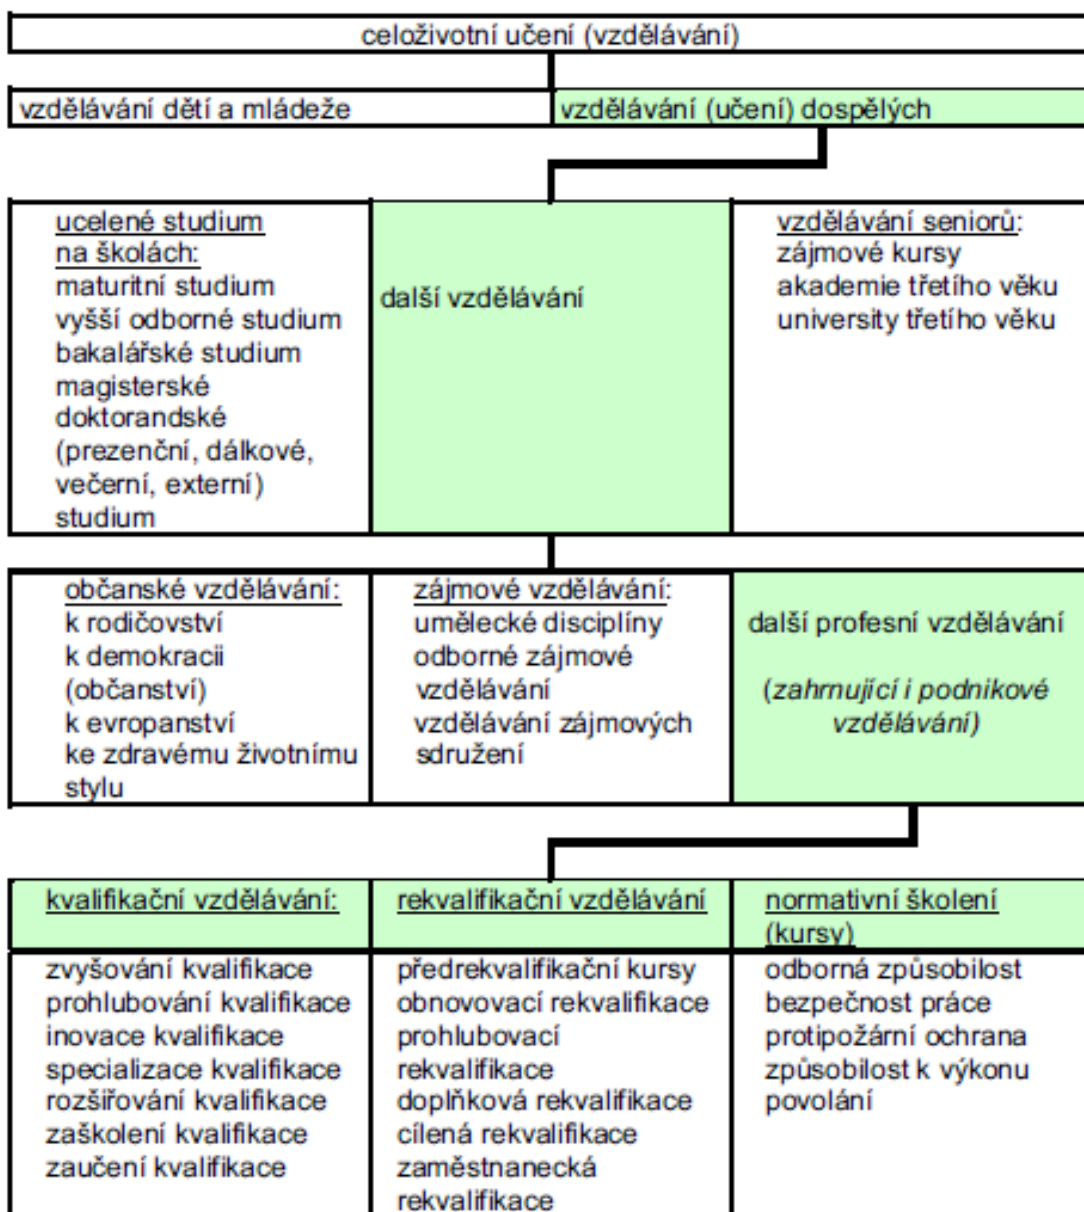 celoživotní učení (vzdělávání)
vzdělávání dětí a mládeže
vzdělávání (učení) dospělých
ucelené studium
na školách:
maturitní studium
vyšší odborné studium
bakalářské studium
magisterské
doktorandské
(prezenční, dálkové,
večerní, externí)
studium
další vzdělávání
vzdělávání seniorů:
zájmové kursy
akademie třetího věku
university třetího věku
občanské vzdělávání:
k rodičovství
k demokracii
(občanství)
k evropanství
ke zdravému životnímu
stylu
zájmové vzdělávání:
umělecké disciplíny
odborné zájmové
vzdělávání
vzdělávání zájmových
sdružení
další profesní vzdělávání
(zahrnující i podnikové
vzdělávání)
kvalifikační vzdělávání:
zvyšování kvalifikace
prohlubování kvalifikace
inovace kvalifikace
specializace kvalifikace
rozšiřování kvalifikace
zaškolení kvalifikace
zaučení kvalifikace
rekvalifikační vzdělávání
předrekvalifikační kursy
obnovovací rekvalifikace
prohlubovací
rekvalifikace
doplňková rekvalifikace
cílená rekvalifikace
zaměstnanecká
rekvalifikace
normativní školení
(kursy)
odborná způsobilost
bezpečnost práce
protipožární ochrana
způsobilost k výkonu
povolání